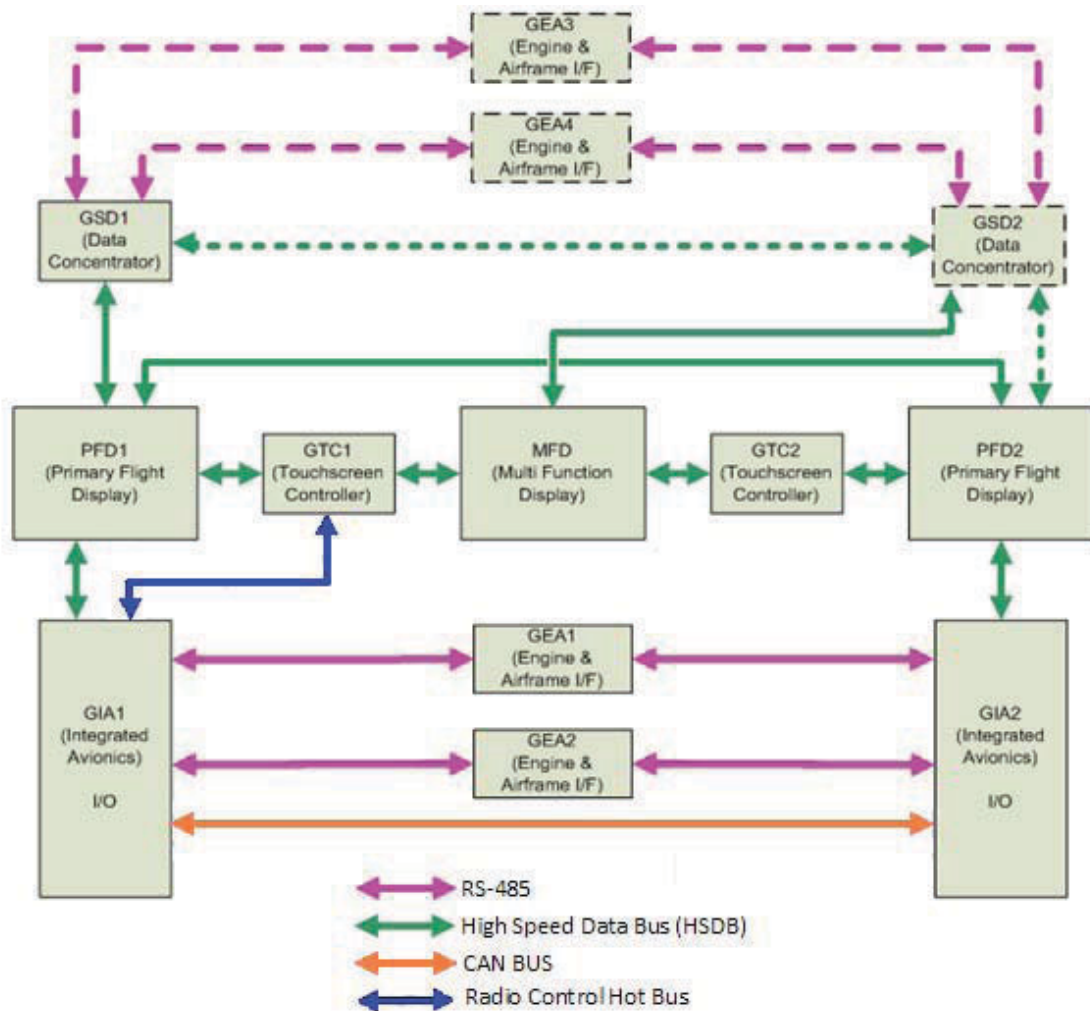 GEA3
(Engine &
Airframe I/F)
GEA4
(Engine &
Airframe I/F)
GSD1
(Data
Concentrator)
GSD2
(Data
Concentrator)
PFD1
(Primary Flight
Display)
GTC1
(Touchscreen
Controller)
MFD
(Multi Function
Display)
GTC2
(Touchscreen
Controller)
PFD2
(Primary Flight
Display)
GIA1
(Integrated
Avionics)
I/O
GEA1
(Engine &
Airframe I/F)
GEA2
(Engine &
Airframe I/F)
GIA2
(Integrated
Avionics)
I/O
RS-485
High Speed Data Bus (HSDB)
CAN BUS
Radio Control Hot Bus